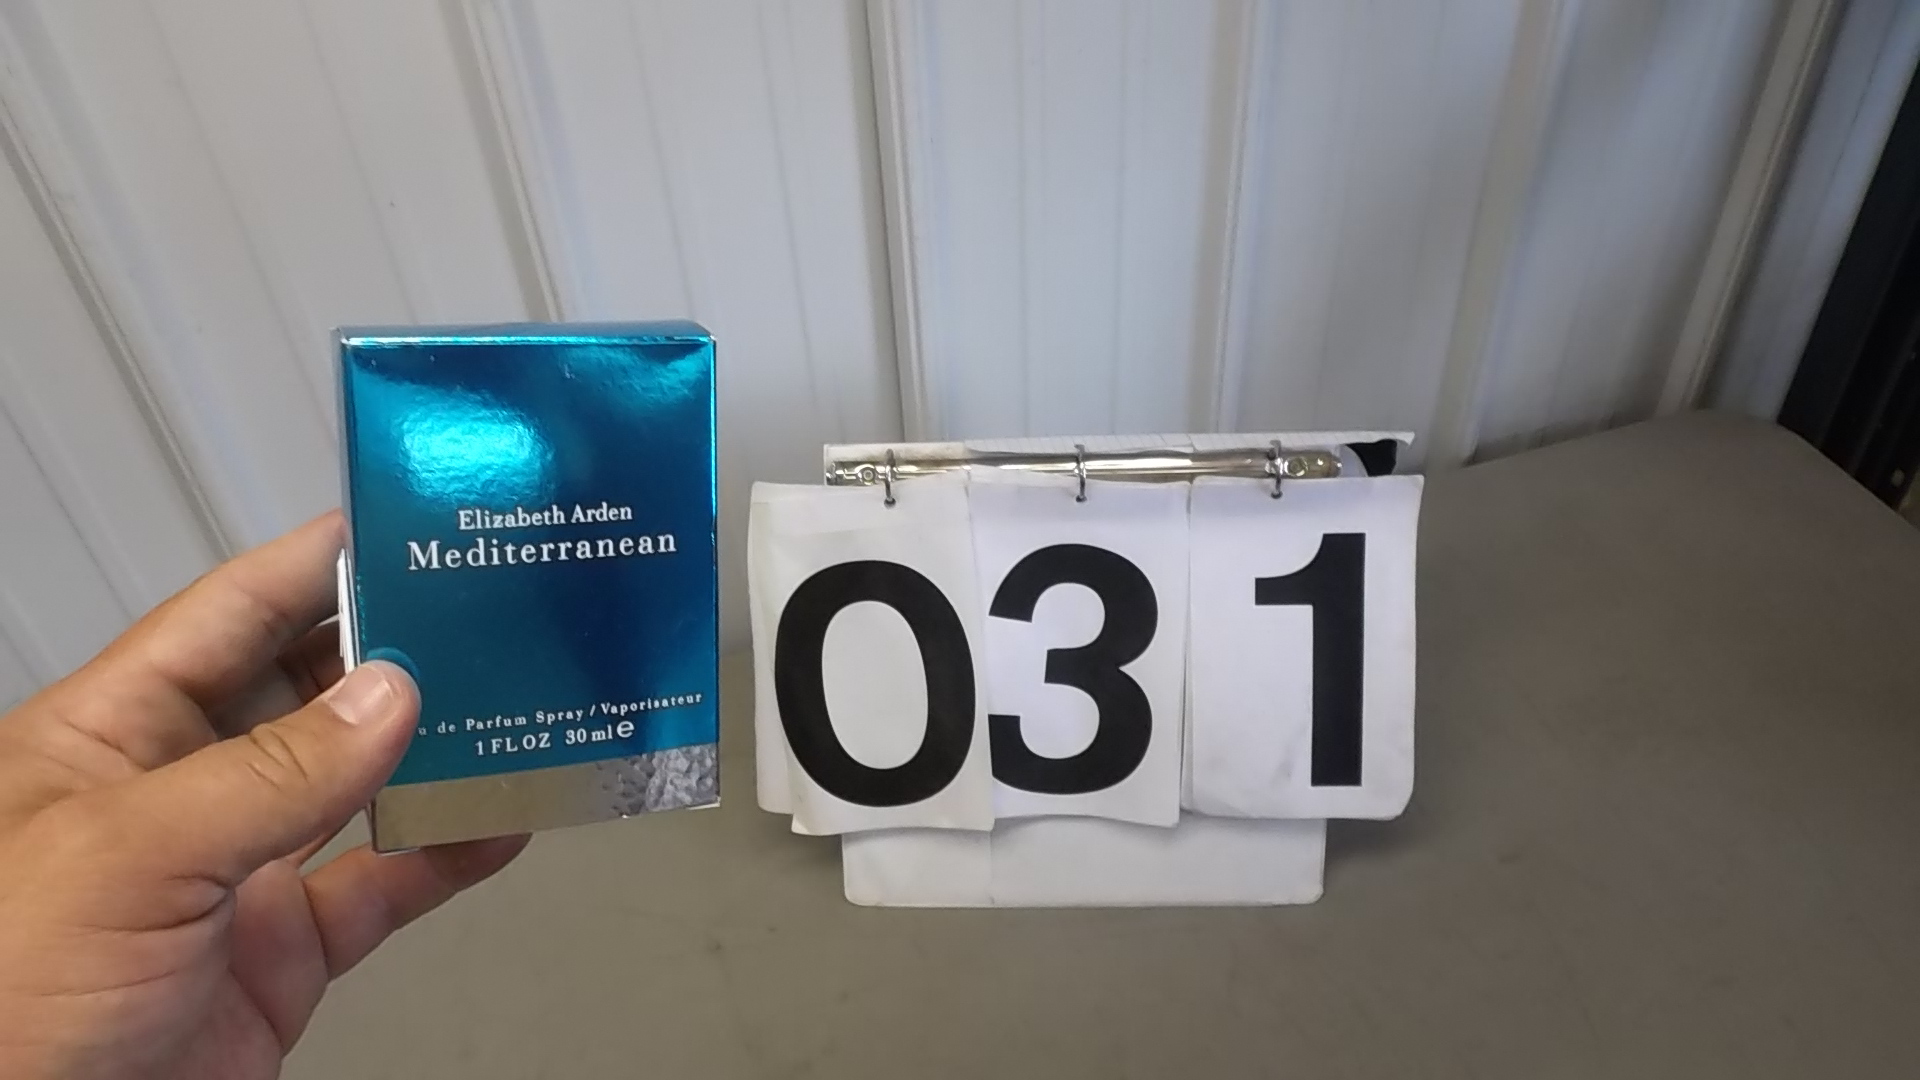 Elizabeth Arden
Mediterranean
de Parfum Spray / Vaporisateur
1 FL OZ 30 ml e
031